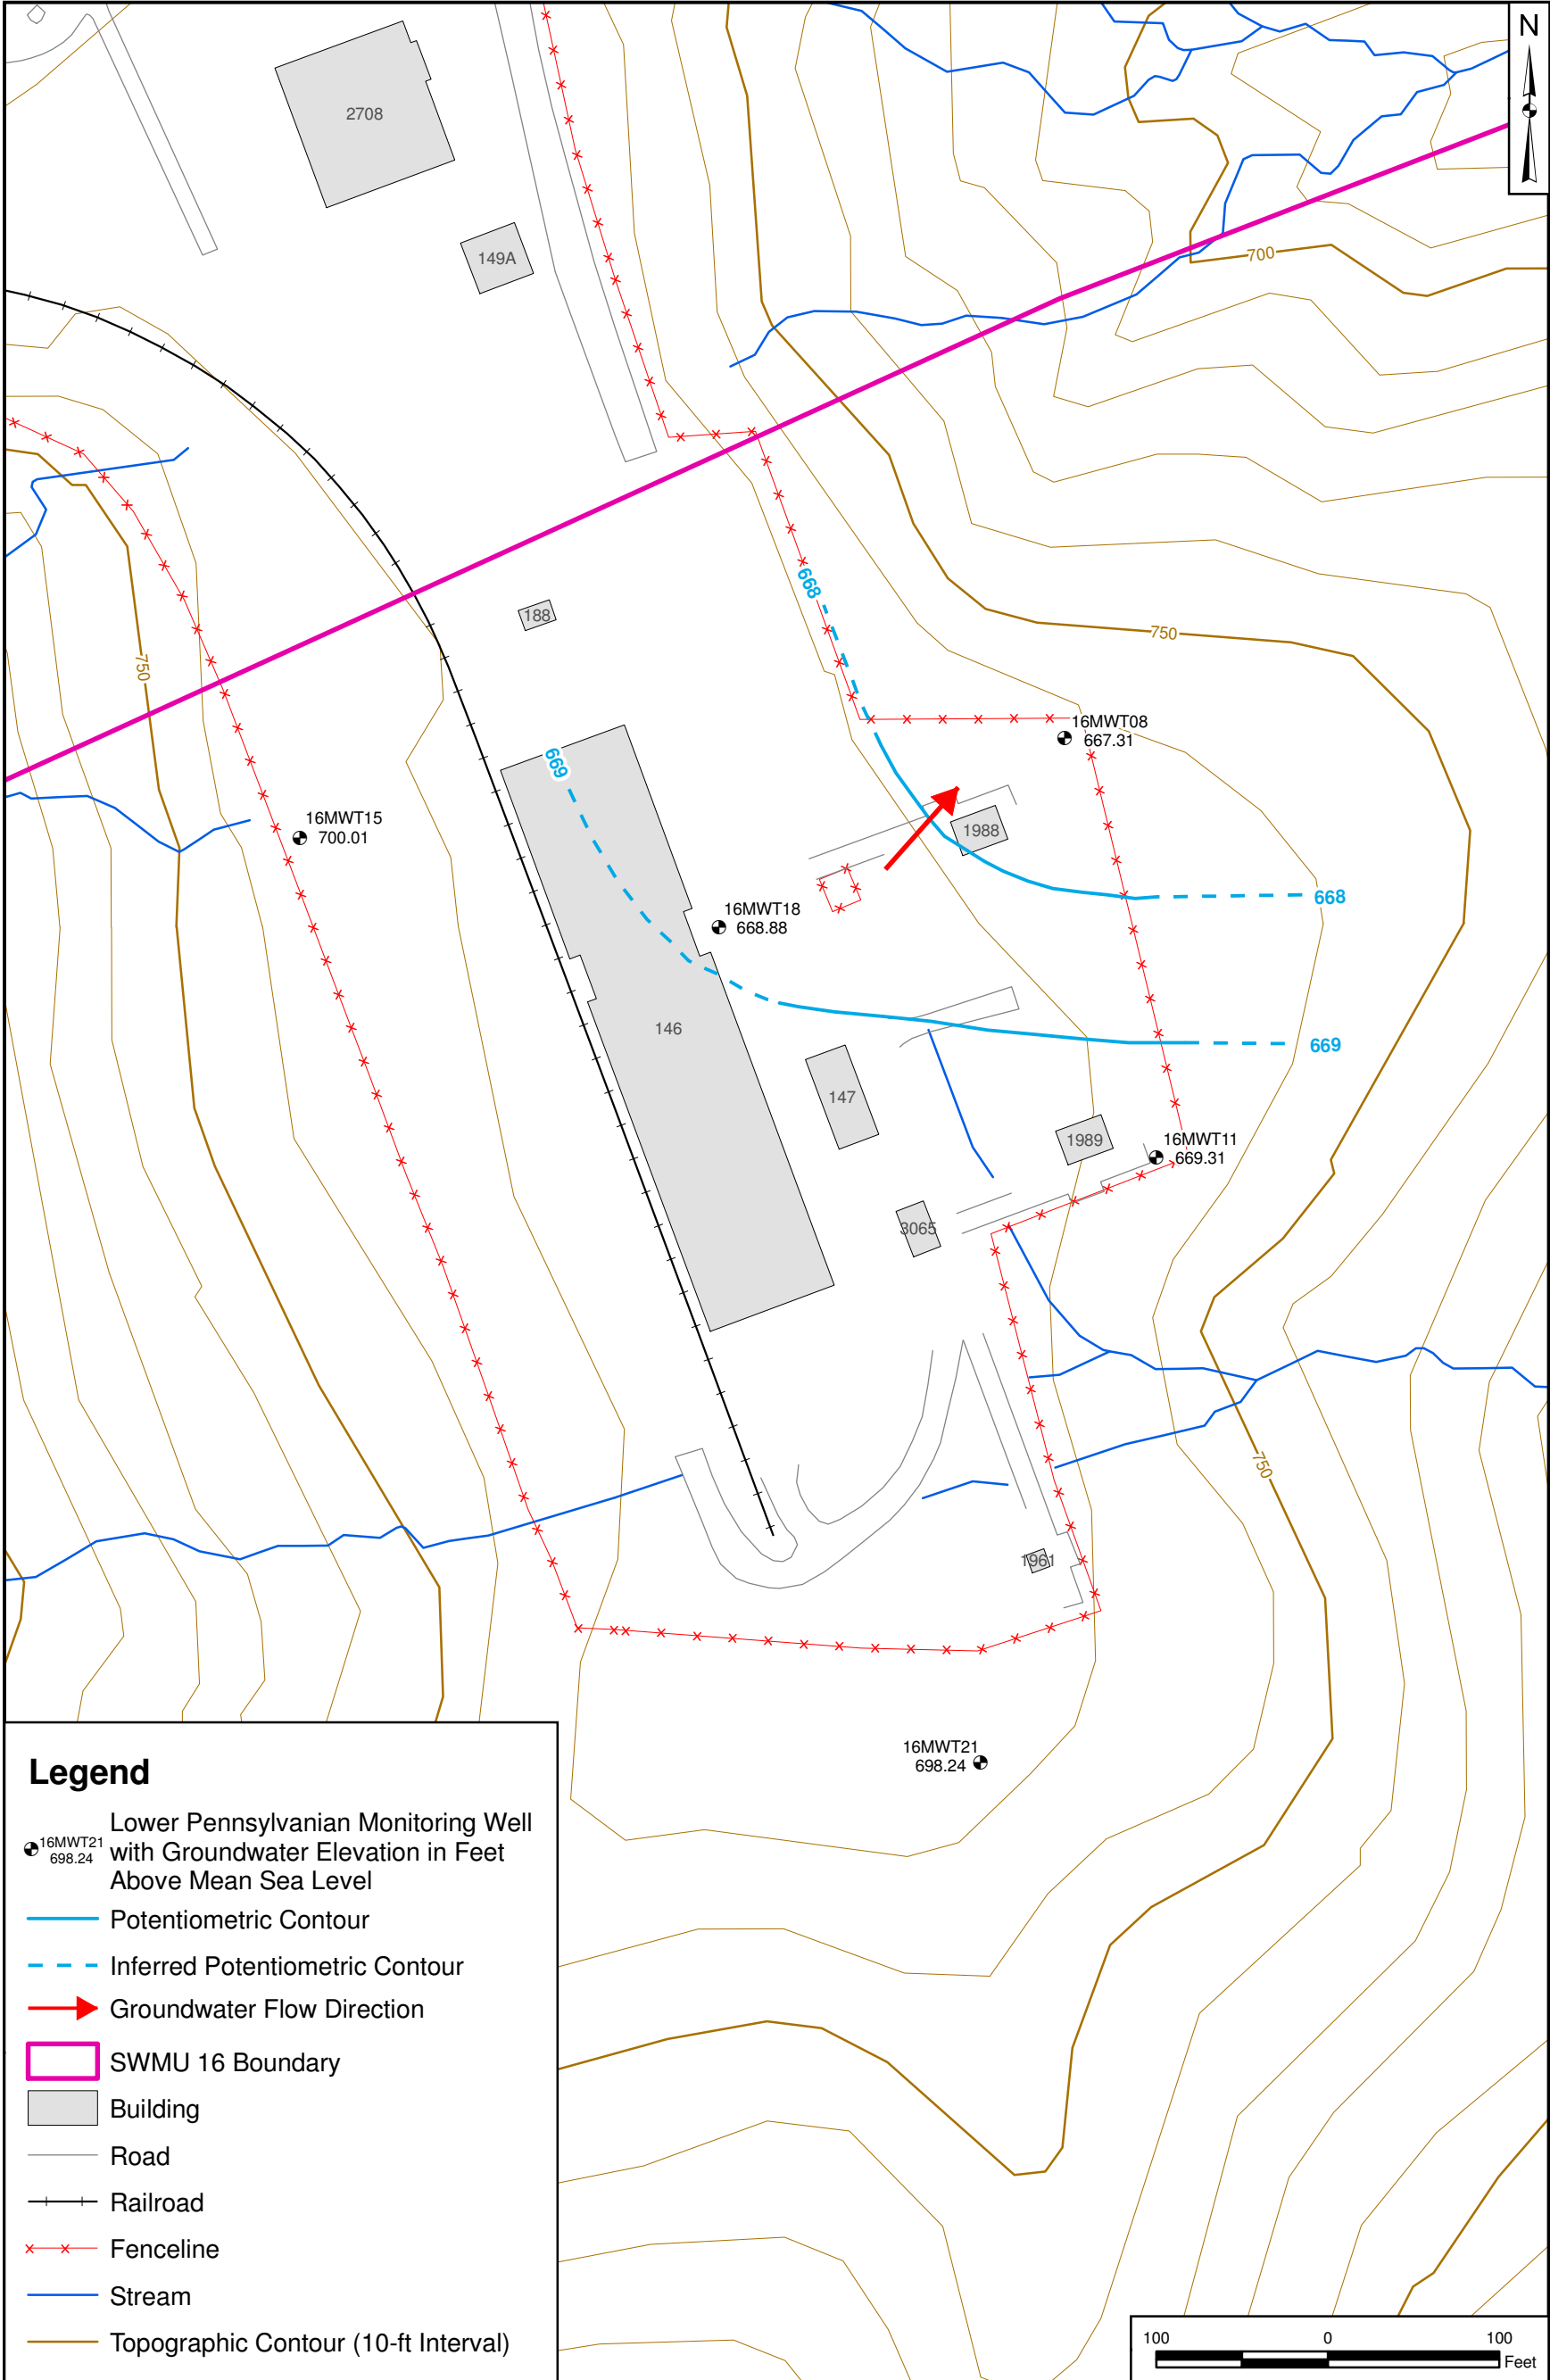 N
2708
149A
700
188
668
750
750
16MWT08
667.31
669
16MWT15
700.01
1988
668
16MWT18
668.88
146
669
147
1989
16MWT11
669.31
3065
750
1961
16MWT21
698.24
Legend
16MWT21
698.24
Lower Pennsylvanian Monitoring Well
with Groundwater Elevation in Feet
Above Mean Sea Level
Potentiometric Contour
Inferred Potentiometric Contour
Groundwater Flow Direction
SWMU 16 Boundary
Building
Road
Railroad
Fenceline
Stream
Topographic Contour (10-ft Interval)
100 0 100
Feet